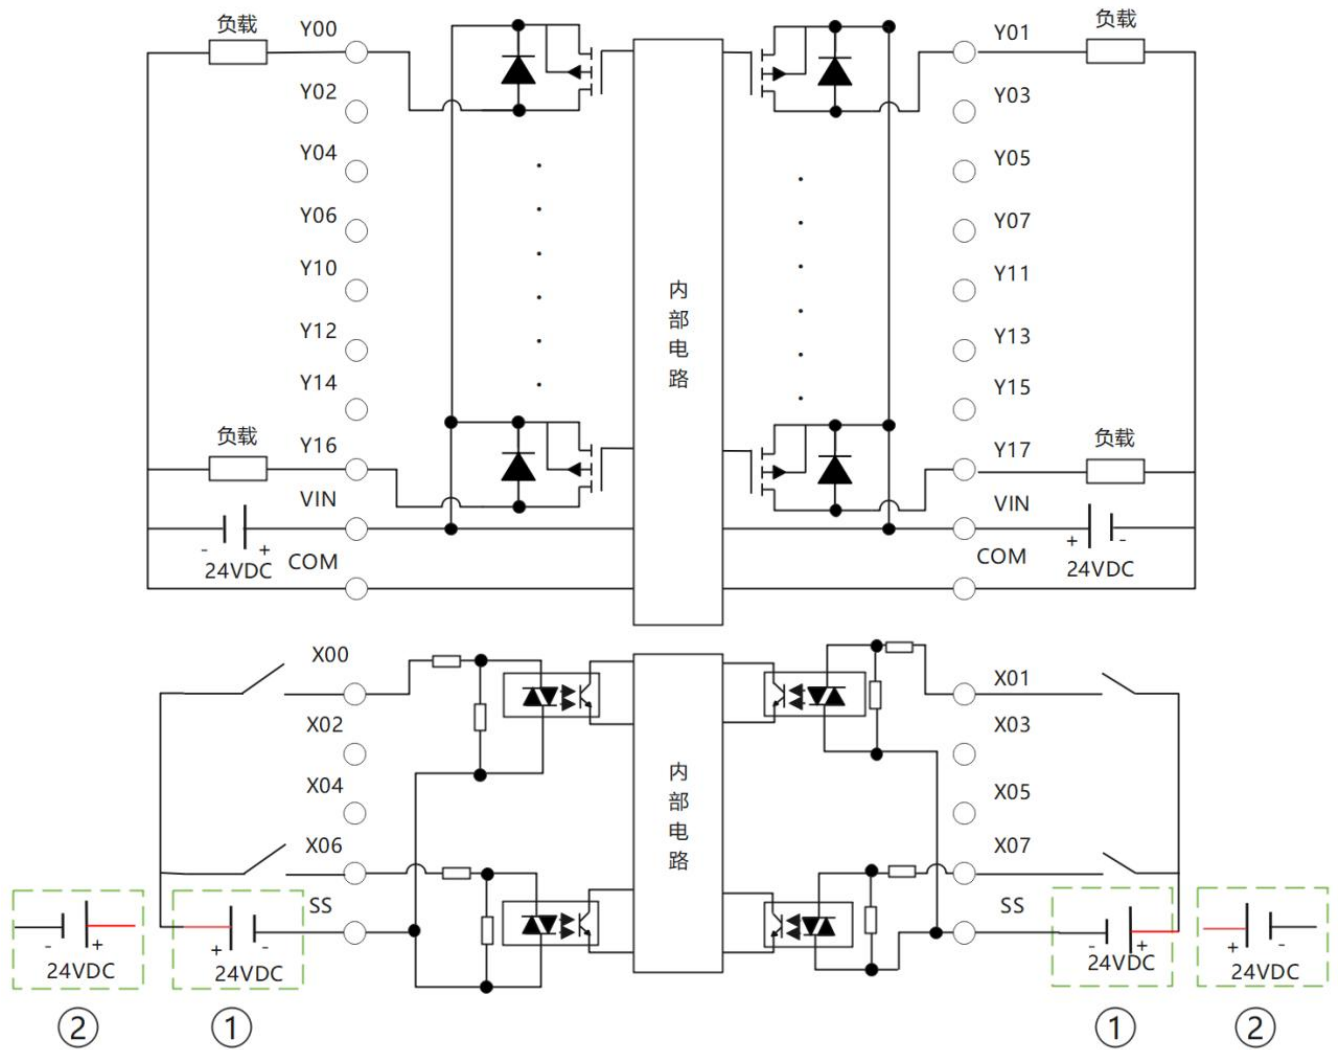 负载 Y00 Y01 负载
Y02 Y03
Y04 Y05
Y06 Y07
Y10 Y11
内部电路
Y12 Y13
Y14 Y15
负载 Y16 Y17 负载
VIN VIN
- + COM COM + -
24VDC 24VDC
X00 X01
X02 X03
内部电路
X04 X05
X06 X07
SS SS
- + + - - + + -
24VDC 24VDC 24VDC 24VDC
② ① ① ②